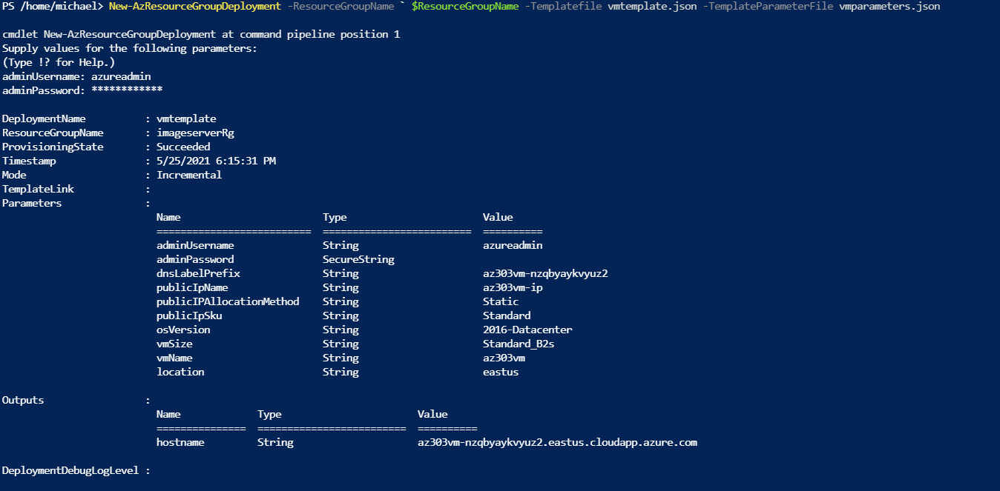 PS /home/michael> New-AzResourceGroupDeployment -ResourceGroupName ` $ResourceGroupName -Templatefile vmtemplate.json -TemplateParameterFile vmparameters.json
cmdlet New-AzResourceGroupDeployment at command pipeline position 1
Supply values for the following parameters:
(Type !? for Help.)
adminUsername: azureadmin
adminPassword: ************
DeploymentName          : vmtemplate
ResourceGroupName       : imageserverRg
ProvisioningState       : Succeeded
Timestamp               : 5/25/2021 6:15:31 PM
Mode                    : Incremental
TemplateLink            :
Parameters              :
                          Name                        Type                       Value
                          ==========================  =========================  ==========
                          adminUsername               String                     azureadmin
                          adminPassword               SecureString
                          dnsLabelPrefix              String                     az303vm-nzqbyaykvyuz2
                          publicIpName                String                     az303vm-ip
                          publicIPAllocationMethod    String                     Static
                          publicIpSku                 String                     Standard
                          osVersion                   String                     2016-Datacenter
                          vmSize                      String                     Standard_B2s
                          vmName                      String                     az303vm
                          location                    String                     eastus
Outputs                 :
                          Name             Type                       Value
                          ===============  =========================  ==========
                          hostname         String                     az303vm-nzqbyaykvyuz2.eastus.cloudapp.azure.com
DeploymentDebugLogLevel :